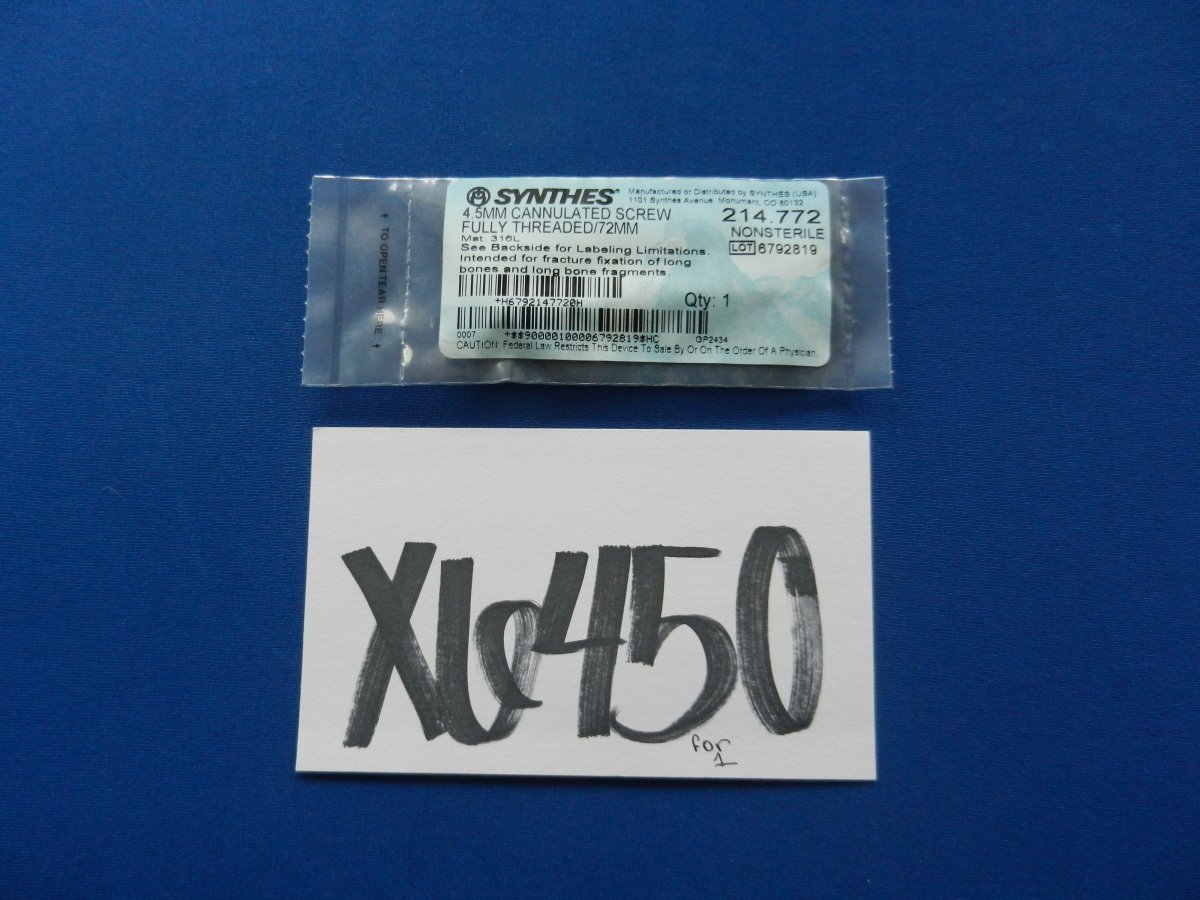 ↑ TO OPEN TEAR HERE ↑
SYNTHES®
Manufactured or Distributed by SYNTHES (USA)
1101 Synthes Avenue, Monument, CO 80132
4.5MM CANNULATED SCREW
FULLY THREADED/72MM
214.772
NONSTERILE
LOT 6792819
Mat: 316L
See Backside for Labeling Limitations.
Intended for fracture fixation of long
bones and long bone fragments.
+H6792147720H
Qty: 1
0007
+$$90000100006792819$HC
GP2434
CAUTION: Federal Law Restricts This Device To Sale By Or On The Order Of A Physician.
X6450
for
1